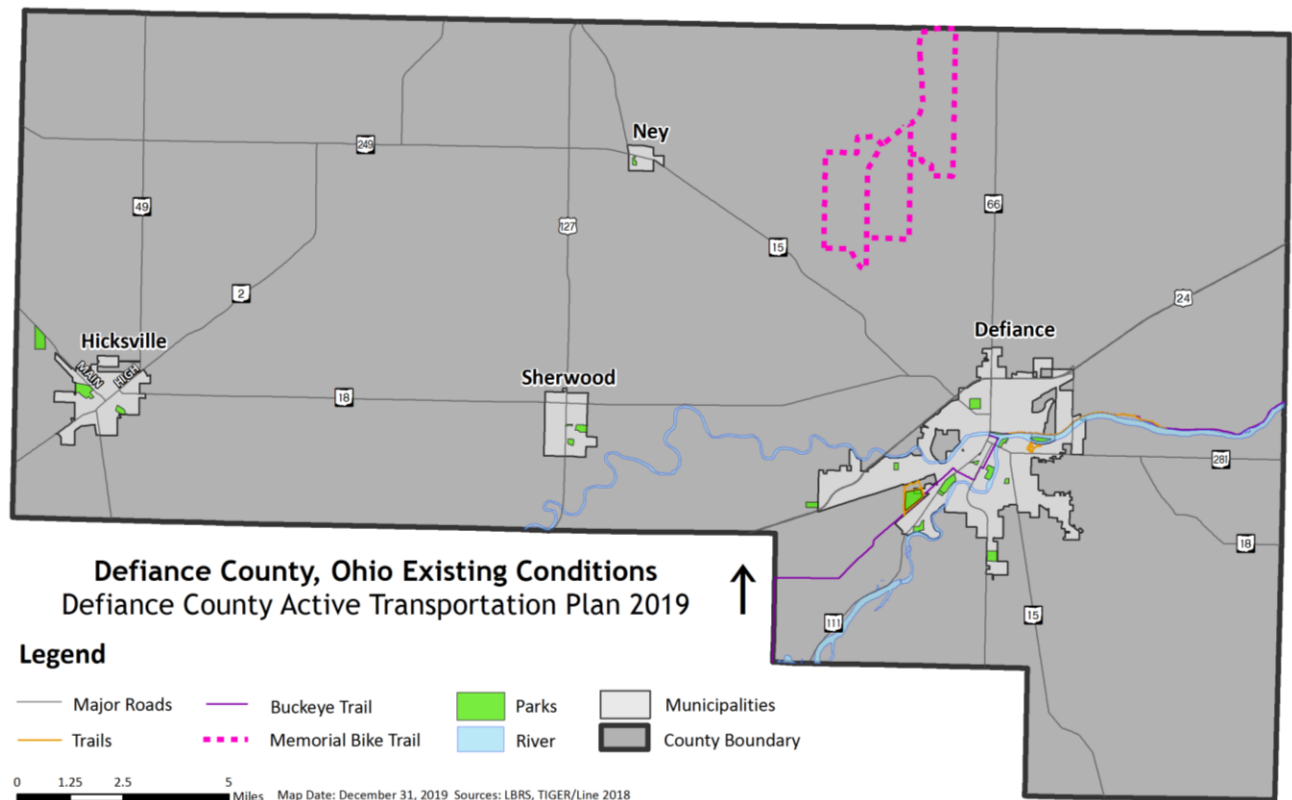 Ney
249
49
66
127
15
2
24
Hicksville
Defiance
MAIN
HIGH
Sherwood
18
281
18
Defiance County, Ohio Existing Conditions
Defiance County Active Transportation Plan 2019
15
111
Legend
Major Roads
Buckeye Trail
Parks
Municipalities
Trails
Memorial Bike Trail
River
County Boundary
0 1.25 2.5 5
Miles Map Date: December 31, 2019 Sources: LBRS, TIGER/Line 2018